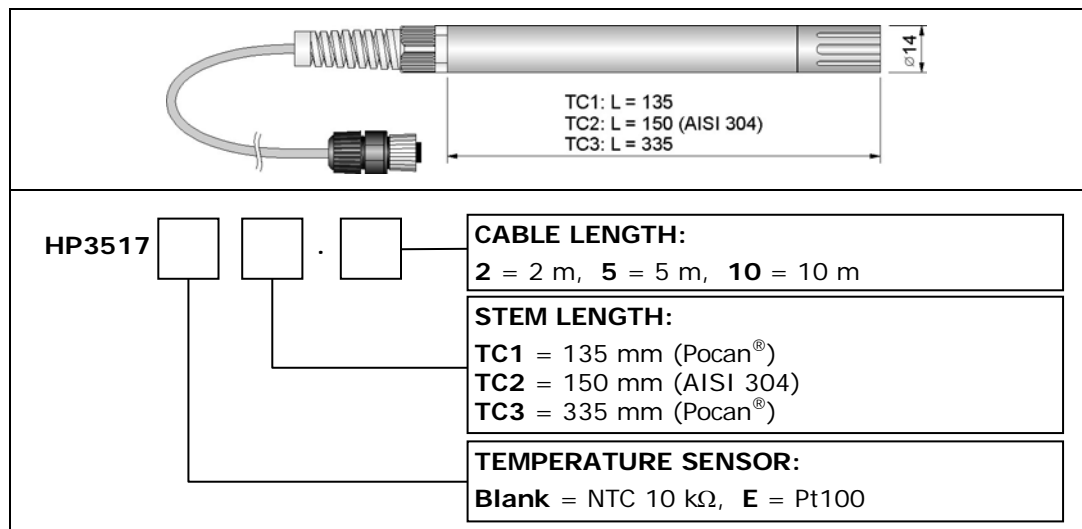 ø14
TC1: L = 135
TC2: L = 150 (AISI 304)
TC3: L = 335
HP3517 .
CABLE LENGTH:
2 = 2 m, 5 = 5 m, 10 = 10 m
STEM LENGTH:
TC1 = 135 mm (Pocan®)
TC2 = 150 mm (AISI 304)
TC3 = 335 mm (Pocan®)
TEMPERATURE SENSOR:
Blank = NTC 10 kΩ, E = Pt100